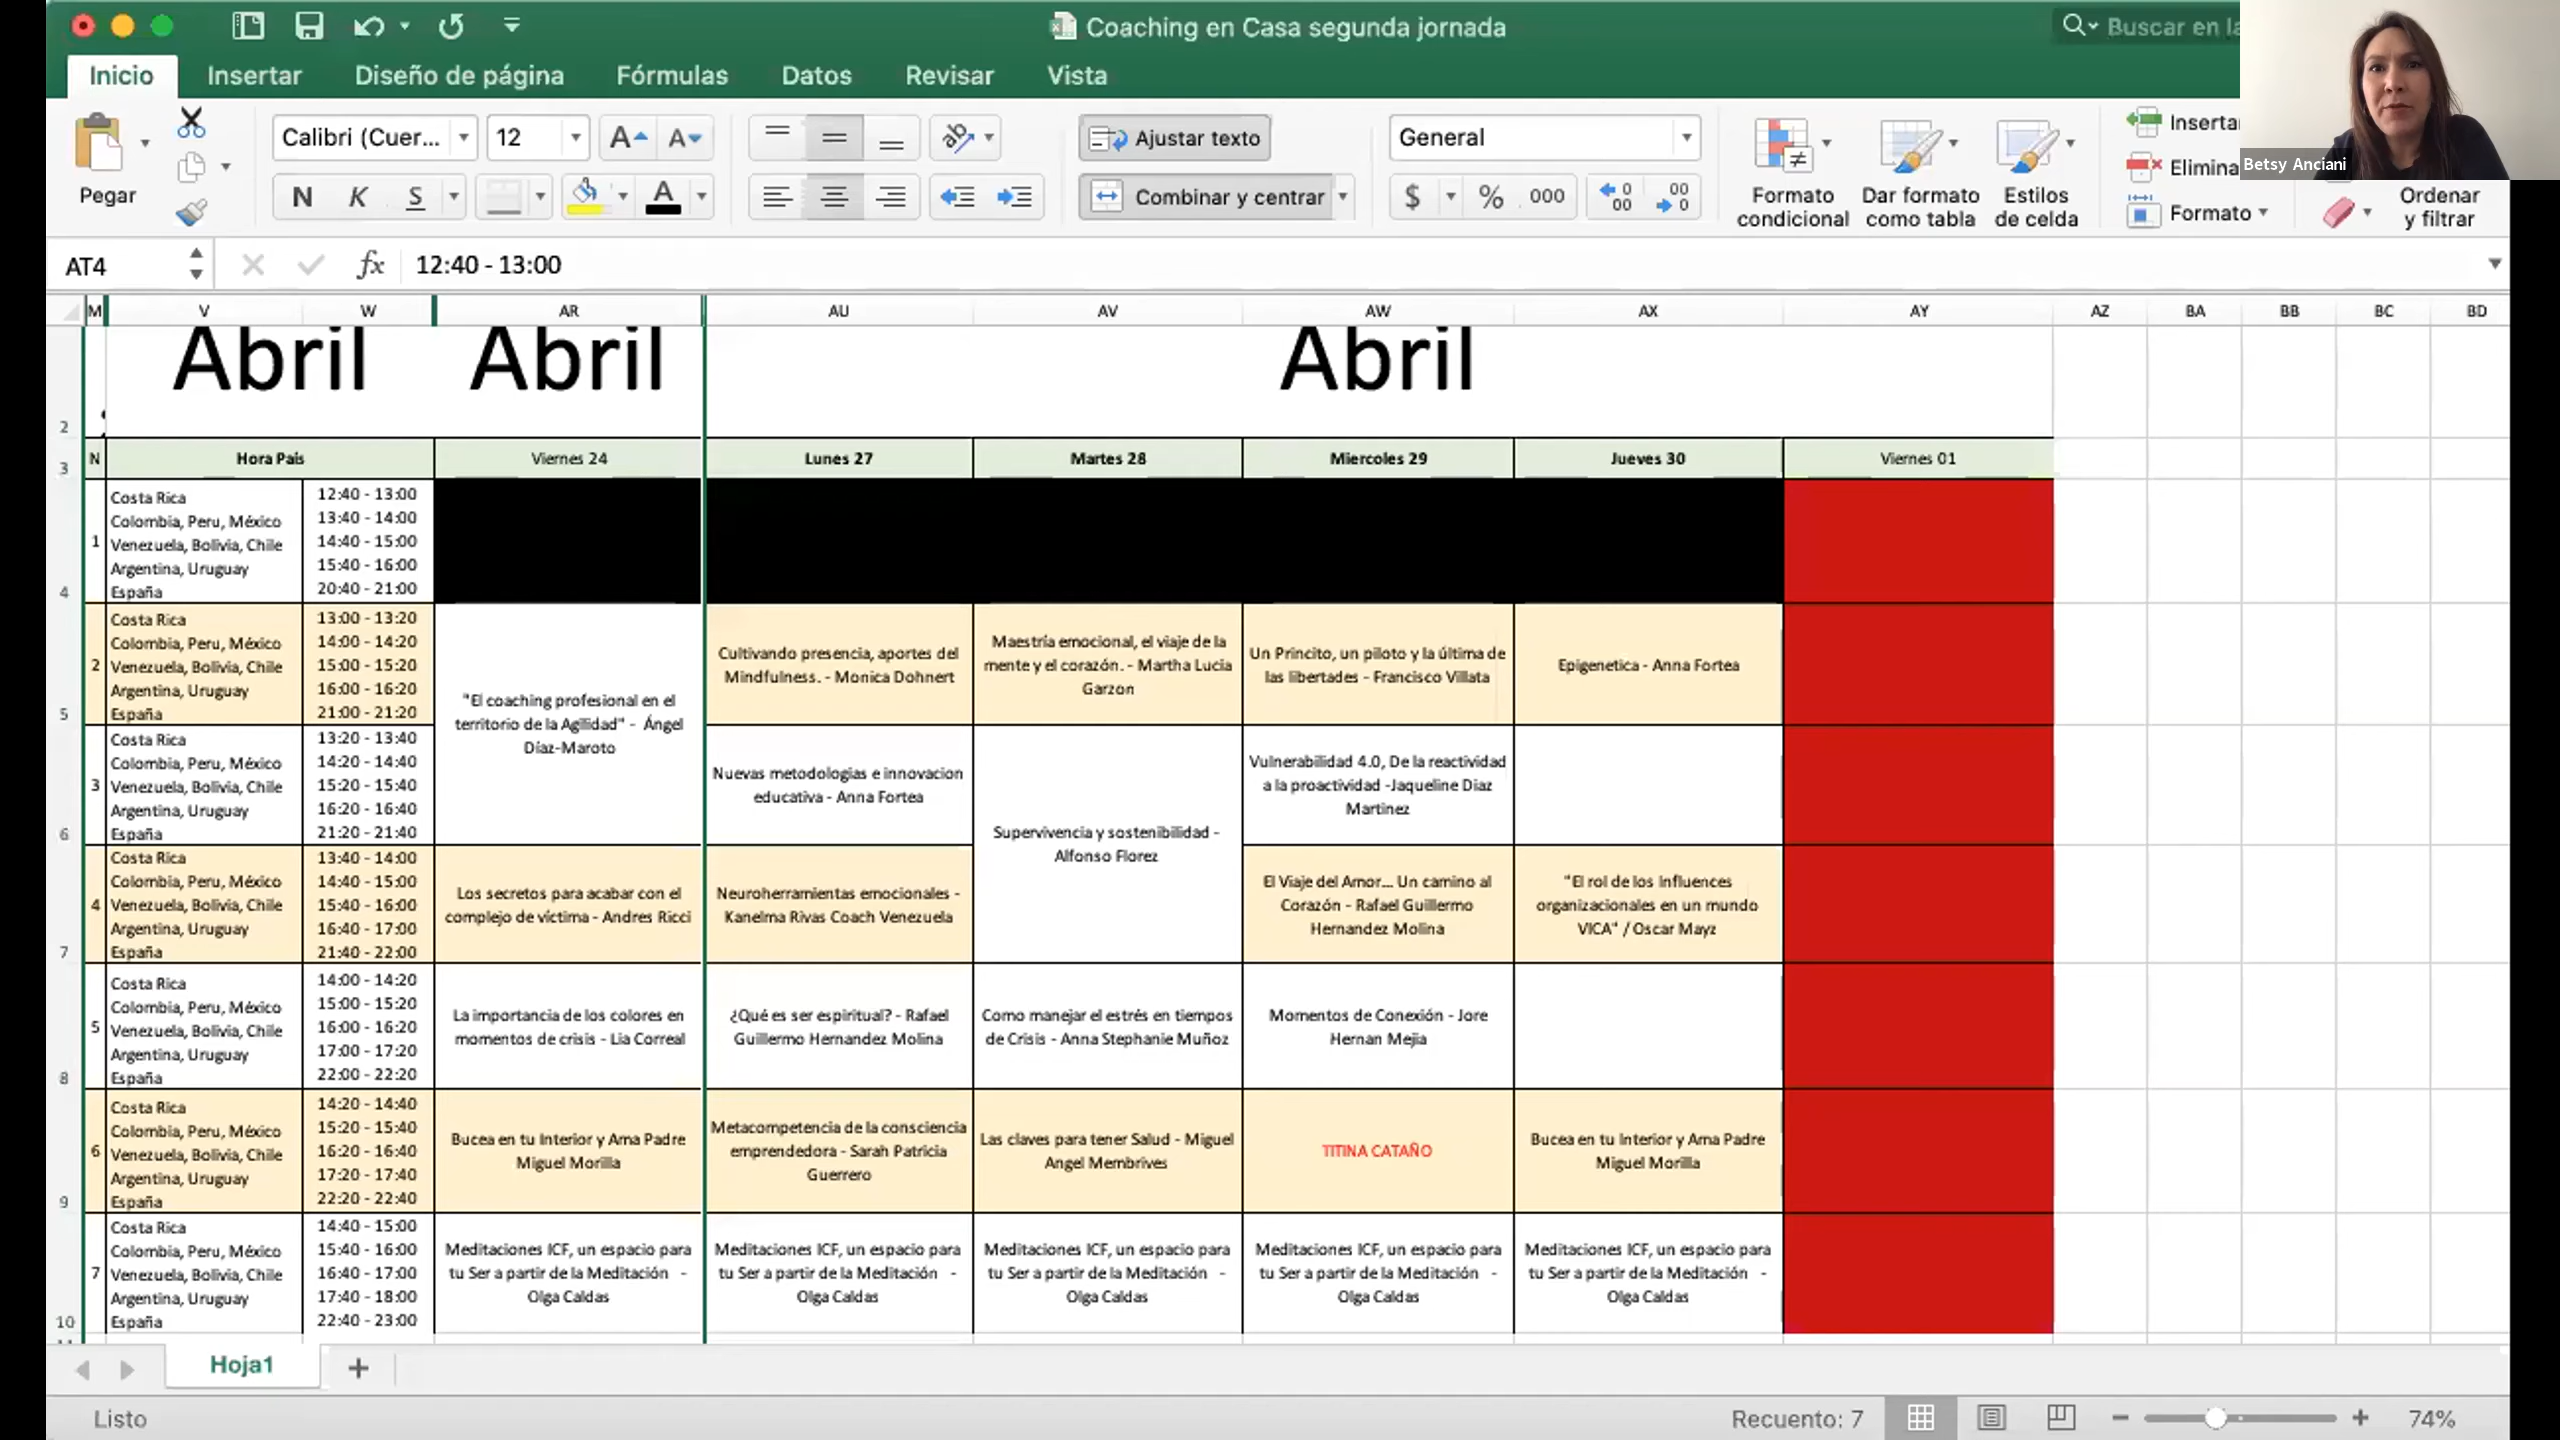 Coaching en Casa segunda jornada
Buscar en la
Inicio
Insertar
Diseño de página
Fórmulas
Datos
Revisar
Vista
Betsy Anciani
Pegar
Calibri (Cuer...
12
N K S
Ajustar texto
Combinar y centrar
General
$ % 000
Formato
condicional
Dar formato
como tabla
Estilos
de celda
Inserta
Elimina
Formato
Ordenar
y filtrar
AT4
fx
12:40 - 13:00
M V W AR AU AV AW AX AY AZ BA BB BC BD
Abril Abril Abril
2
3
N
Hora Pais
Viernes 24
Lunes 27
Martes 28
Miercoles 29
Jueves 30
Viernes 01
4
1
Costa Rica
Colombia, Peru, México
Venezuela, Bolivia, Chile
Argentina, Uruguay
España
12:40 - 13:00
13:40 - 14:00
14:40 - 15:00
15:40 - 16:00
20:40 - 21:00
5
2
Costa Rica
Colombia, Peru, México
Venezuela, Bolivia, Chile
Argentina, Uruguay
España
13:00 - 13:20
14:00 - 14:20
15:00 - 15:20
16:00 - 16:20
21:00 - 21:20
"El coaching profesional en el
territorio de la Agilidad" - Ángel
Díaz-Maroto
Cultivando presencia, aportes del
Mindfulness. - Monica Dohnert
Maestría emocional, el viaje de la
mente y el corazón. - Martha Lucia
Garzon
Un Princito, un piloto y la última de
las libertades - Francisco Villata
Epigenetica - Anna Fortea
6
3
Costa Rica
Colombia, Peru, México
Venezuela, Bolivia, Chile
Argentina, Uruguay
España
13:20 - 13:40
14:20 - 14:40
15:20 - 15:40
16:20 - 16:40
21:20 - 21:40
Nuevas metodologias e innovacion
educativa - Anna Fortea
Supervivencia y sostenibilidad -
Alfonso Florez
Vulnerabilidad 4.0, De la reactividad
a la proactividad -Jaqueline Diaz
Martinez
7
4
Costa Rica
Colombia, Peru, México
Venezuela, Bolivia, Chile
Argentina, Uruguay
España
13:40 - 14:00
14:40 - 15:00
15:40 - 16:00
16:40 - 17:00
21:40 - 22:00
Los secretos para acabar con el
complejo de victima - Andres Ricci
Neuroherramientas emocionales -
Kanelma Rivas Coach Venezuela
El Viaje del Amor... Un camino al
Corazón - Rafael Guillermo
Hernandez Molina
"El rol de los Influences
organizacionales en un mundo
VICA" / Oscar Mayz
8
5
Costa Rica
Colombia, Peru, México
Venezuela, Bolivia, Chile
Argentina, Uruguay
España
14:00 - 14:20
15:00 - 15:20
16:00 - 16:20
17:00 - 17:20
22:00 - 22:20
La importancia de los colores en
momentos de crisis - Lia Correal
¿Qué es ser espiritual? - Rafael
Guillermo Hernandez Molina
Como manejar el estrés en tiempos
de Crisis - Anna Stephanie Muñoz
Momentos de Conexión - Jore
Hernan Mejia
9
6
Costa Rica
Colombia, Peru, México
Venezuela, Bolivia, Chile
Argentina, Uruguay
España
14:20 - 14:40
15:20 - 15:40
16:20 - 16:40
17:20 - 17:40
22:20 - 22:40
Bucea en tu Interior y Ama Padre
Miguel Morilla
Metacompetencia de la consciencia
emprendedora - Sarah Patricia
Guerrero
Las claves para tener Salud - Miguel
Angel Membrives
TITINA CATAÑO
Bucea en tu Interior y Ama Padre
Miguel Morilla
10
7
Costa Rica
Colombia, Peru, México
Venezuela, Bolivia, Chile
Argentina, Uruguay
España
14:40 - 15:00
15:40 - 16:00
16:40 - 17:00
17:40 - 18:00
22:40 - 23:00
Meditaciones ICF, un espacio para
tu Ser a partir de la Meditación -
Olga Caldas
Meditaciones ICF, un espacio para
tu Ser a partir de la Meditación -
Olga Caldas
Meditaciones ICF, un espacio para
tu Ser a partir de la Meditación -
Olga Caldas
Meditaciones ICF, un espacio para
tu Ser a partir de la Meditación -
Olga Caldas
Meditaciones ICF, un espacio para
tu Ser a partir de la Meditación -
Olga Caldas
Hoja1
Listo
Recuento: 7
74%